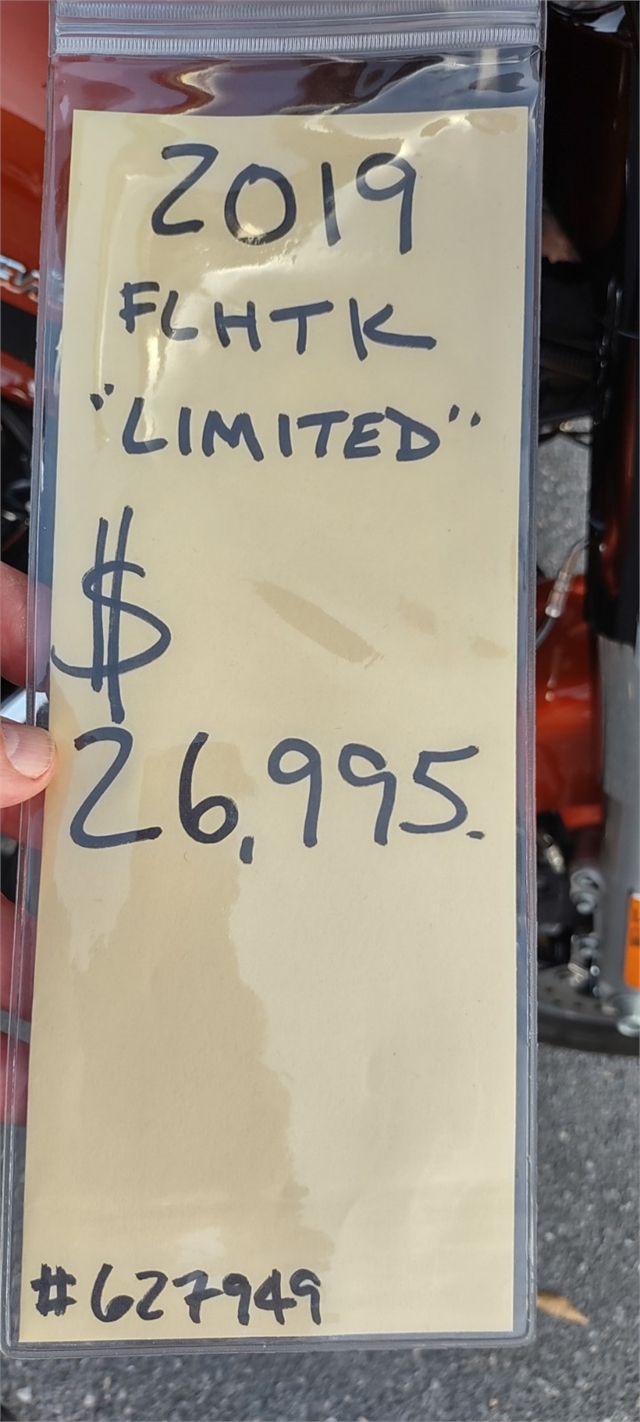 2019
FLHTK
"LIMITED"
$
26,995.
#627949